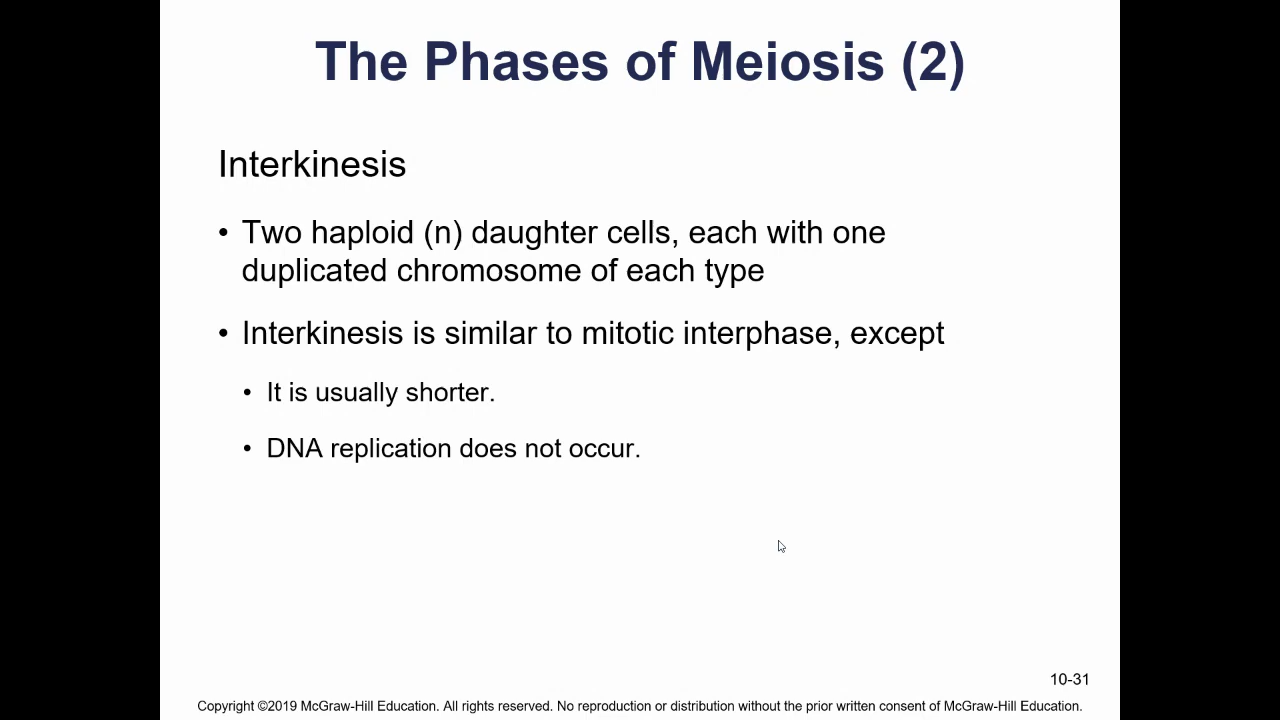 The Phases of Meiosis (2)
Interkinesis
• Two haploid (n) daughter cells, each with one
duplicated chromosome of each type
• Interkinesis is similar to mitotic interphase, except
• It is usually shorter.
• DNA replication does not occur.
10-31
Copyright ©2019 McGraw-Hill Education. All rights reserved. No reproduction or distribution without the prior written consent of McGraw-Hill Education.